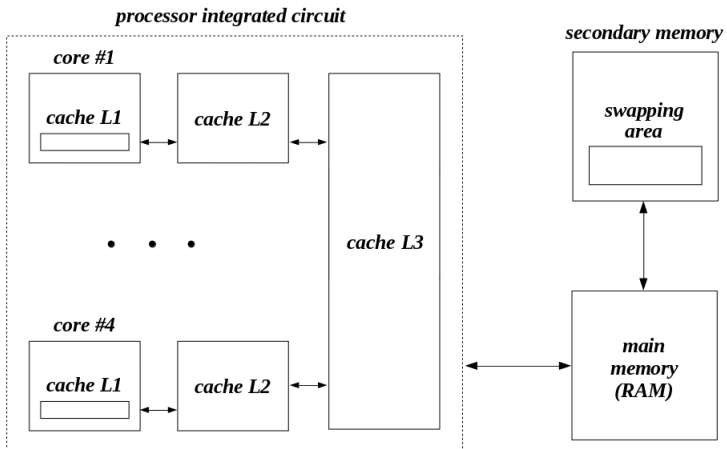 processor integrated circuit
secondary memory
core #1
cache L1
cache L2
swapping
area
cache L3
core #4
cache L1
cache L2
main
memory
(RAM)